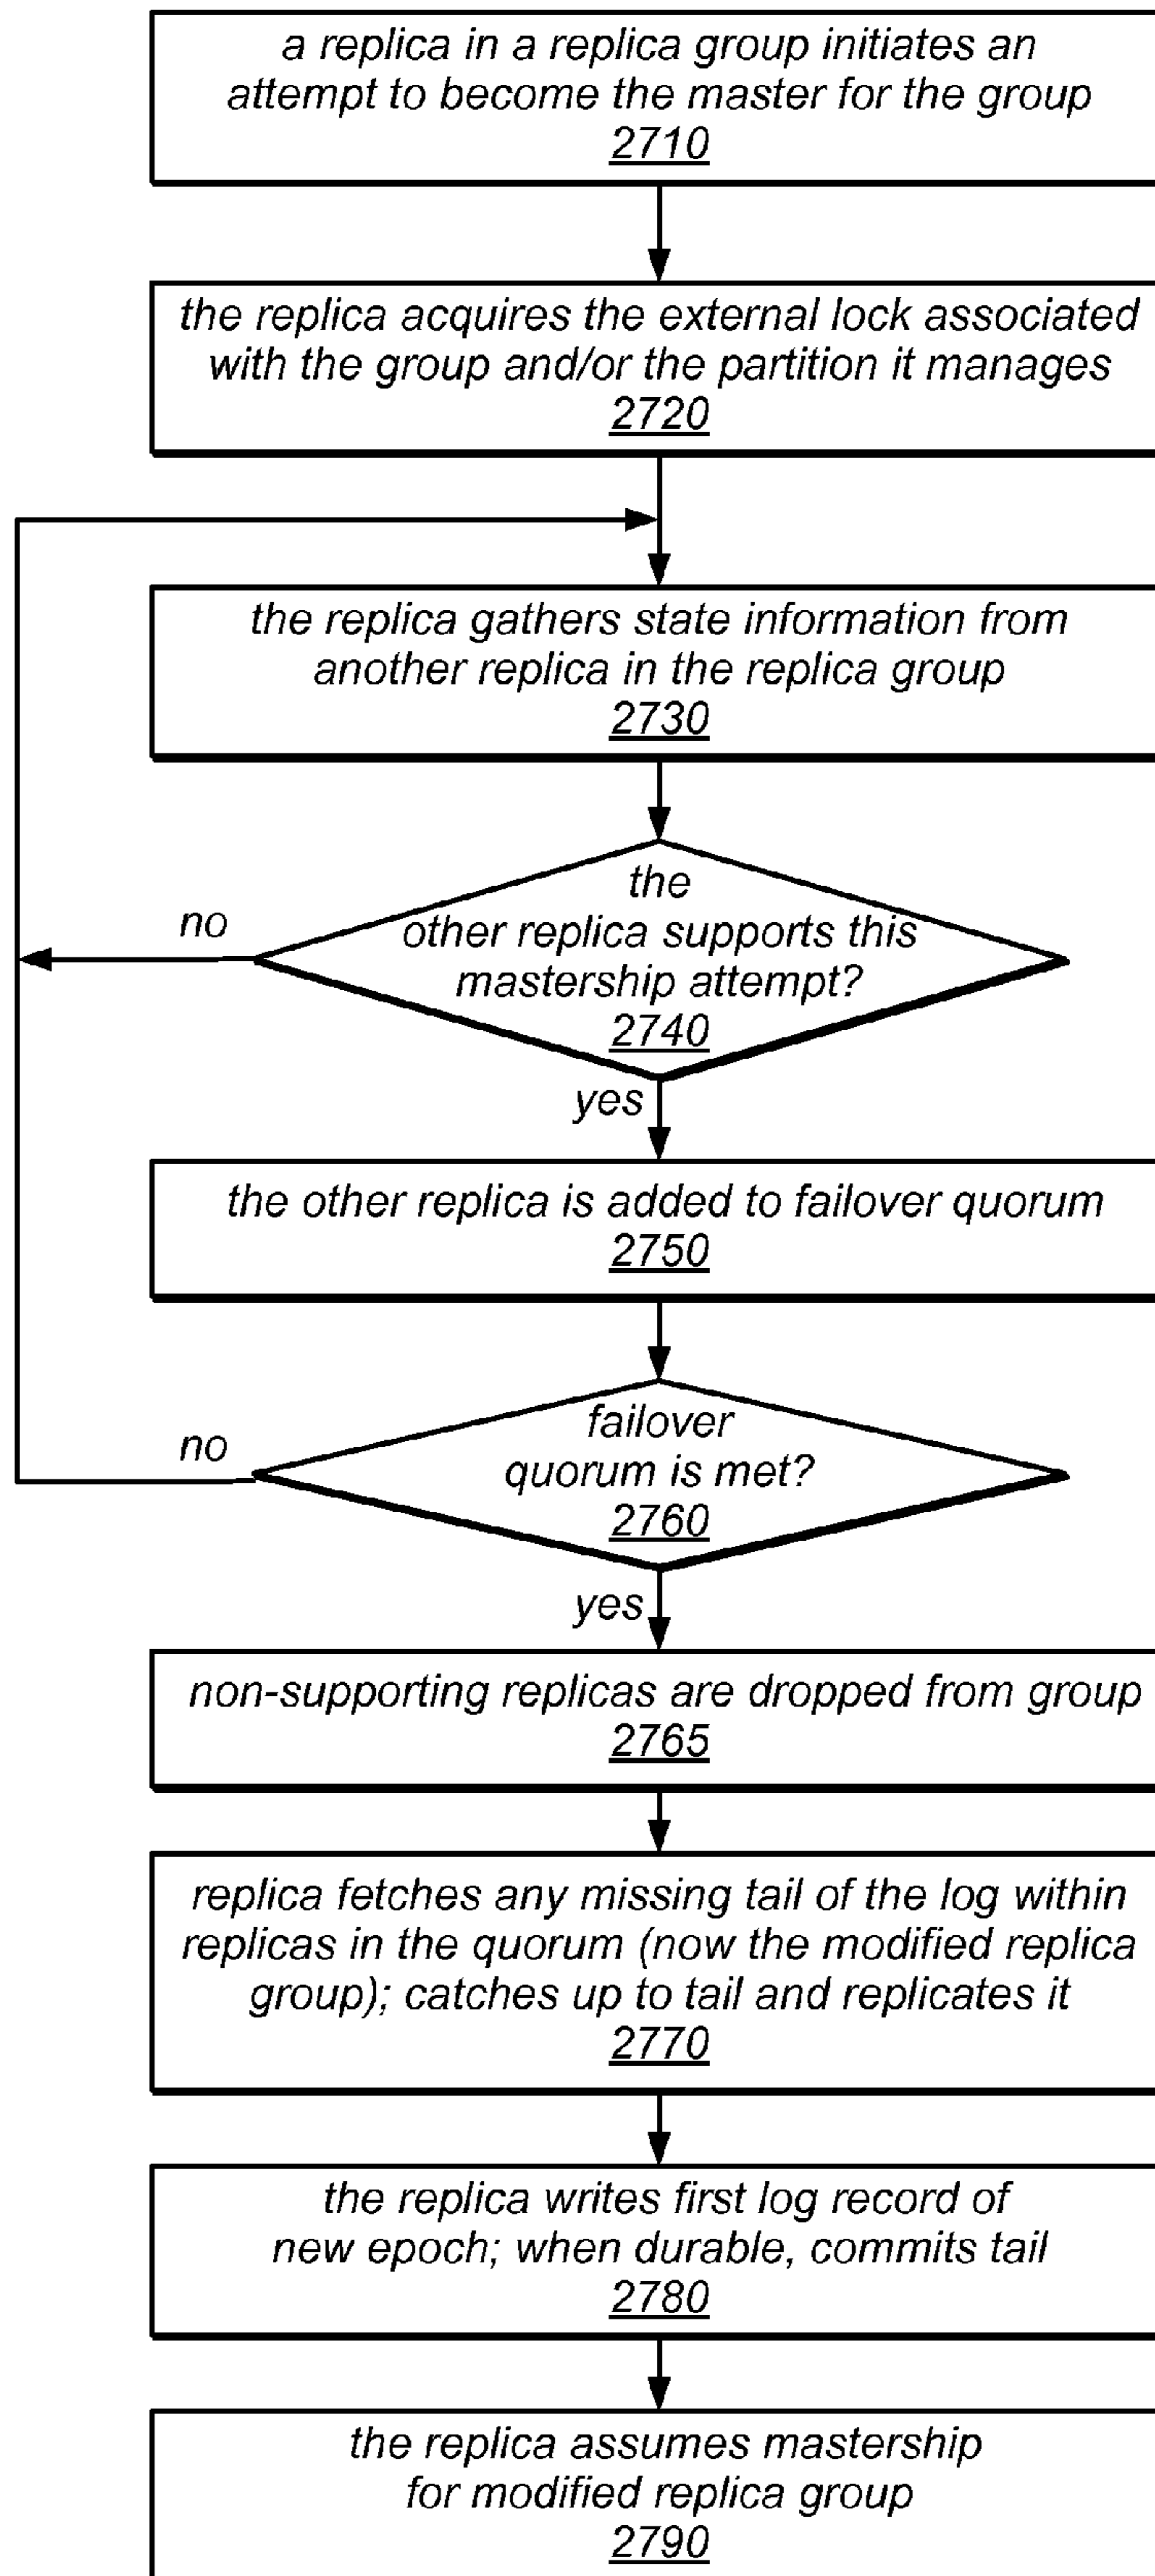 a replica in a replica group initiates an
attempt to become the master for the group
2710
the replica acquires the external lock associated
with the group and/or the partition it manages
2720
the replica gathers state information from
another replica in the replica group
2730
the
other replica supports this
mastership attempt?
2740
no
yes
the other replica is added to failover quorum
2750
failover
quorum is met?
2760
no
yes
non-supporting replicas are dropped from group
2765
replica fetches any missing tail of the log within
replicas in the quorum (now the modified replica
group); catches up to tail and replicates it
2770
the replica writes first log record of
new epoch; when durable, commits tail
2780
the replica assumes mastership
for modified replica group
2790